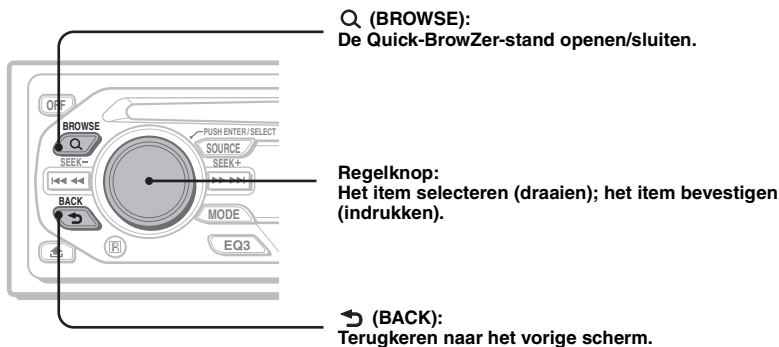 (BROWSE):
De Quick-BrowZer-stand openen/sluiten.
OFF
BROWSE
PUSH ENTER / SELECT
SOURCE
SEEK–
SEEK+
BACK
MODE
R
EQ3
Regelknop:
Het item selecteren (draaien); het item bevestigen
(indrukken).
(BACK):
Terugkeren naar het vorige scherm.